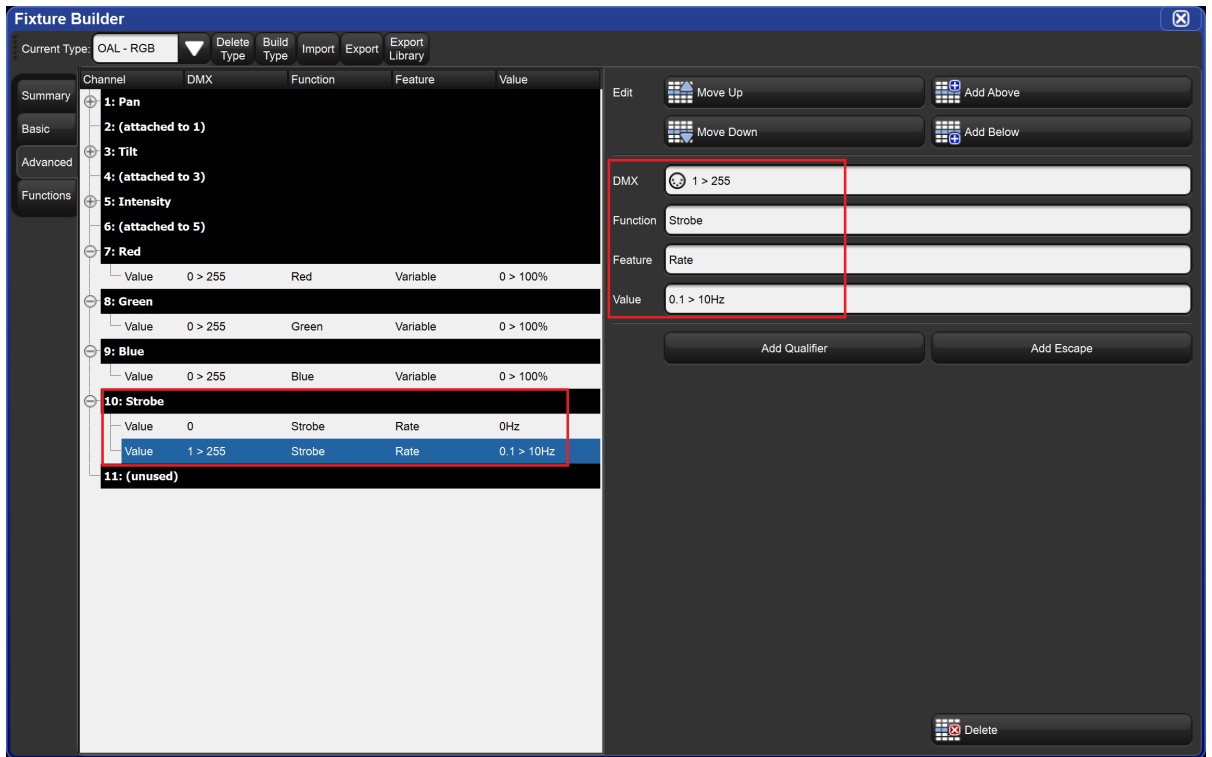 Fixture Builder
Current Type: OAL - RGB Delete Type Build Type Import Export Export Library
Summary
Basic
Advanced
Functions
Channel DMX Function Feature Value
1: Pan
2: (attached to 1)
3: Tilt
4: (attached to 3)
5: Intensity
6: (attached to 5)
7: Red
Value 0 > 255 Red Variable 0 > 100%
8: Green
Value 0 > 255 Green Variable 0 > 100%
9: Blue
Value 0 > 255 Blue Variable 0 > 100%
10: Strobe
Value 0 Strobe Rate 0Hz
Value 1 > 255 Strobe Rate 0.1 > 10Hz
11: (unused)
Edit Move Up Add Above
Move Down Add Below
DMX 1 > 255
Function Strobe
Feature Rate
Value 0.1 > 10Hz
Add Qualifier Add Escape
Delete